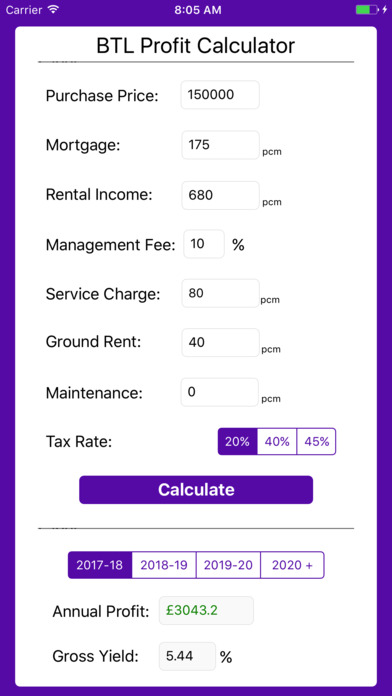 Carrier 8:05 AM
BTL Profit Calculator
Purchase Price: 150000
Mortgage: 175 pcm
Rental Income: 680 pcm
Management Fee: 10 %
Service Charge: 80 pcm
Ground Rent: 40 pcm
Maintenance: 0 pcm
Tax Rate: 20% 40% 45%
Calculate
2017-18 2018-19 2019-20 2020 +
Annual Profit: £3043.2
Gross Yield: 5.44 %